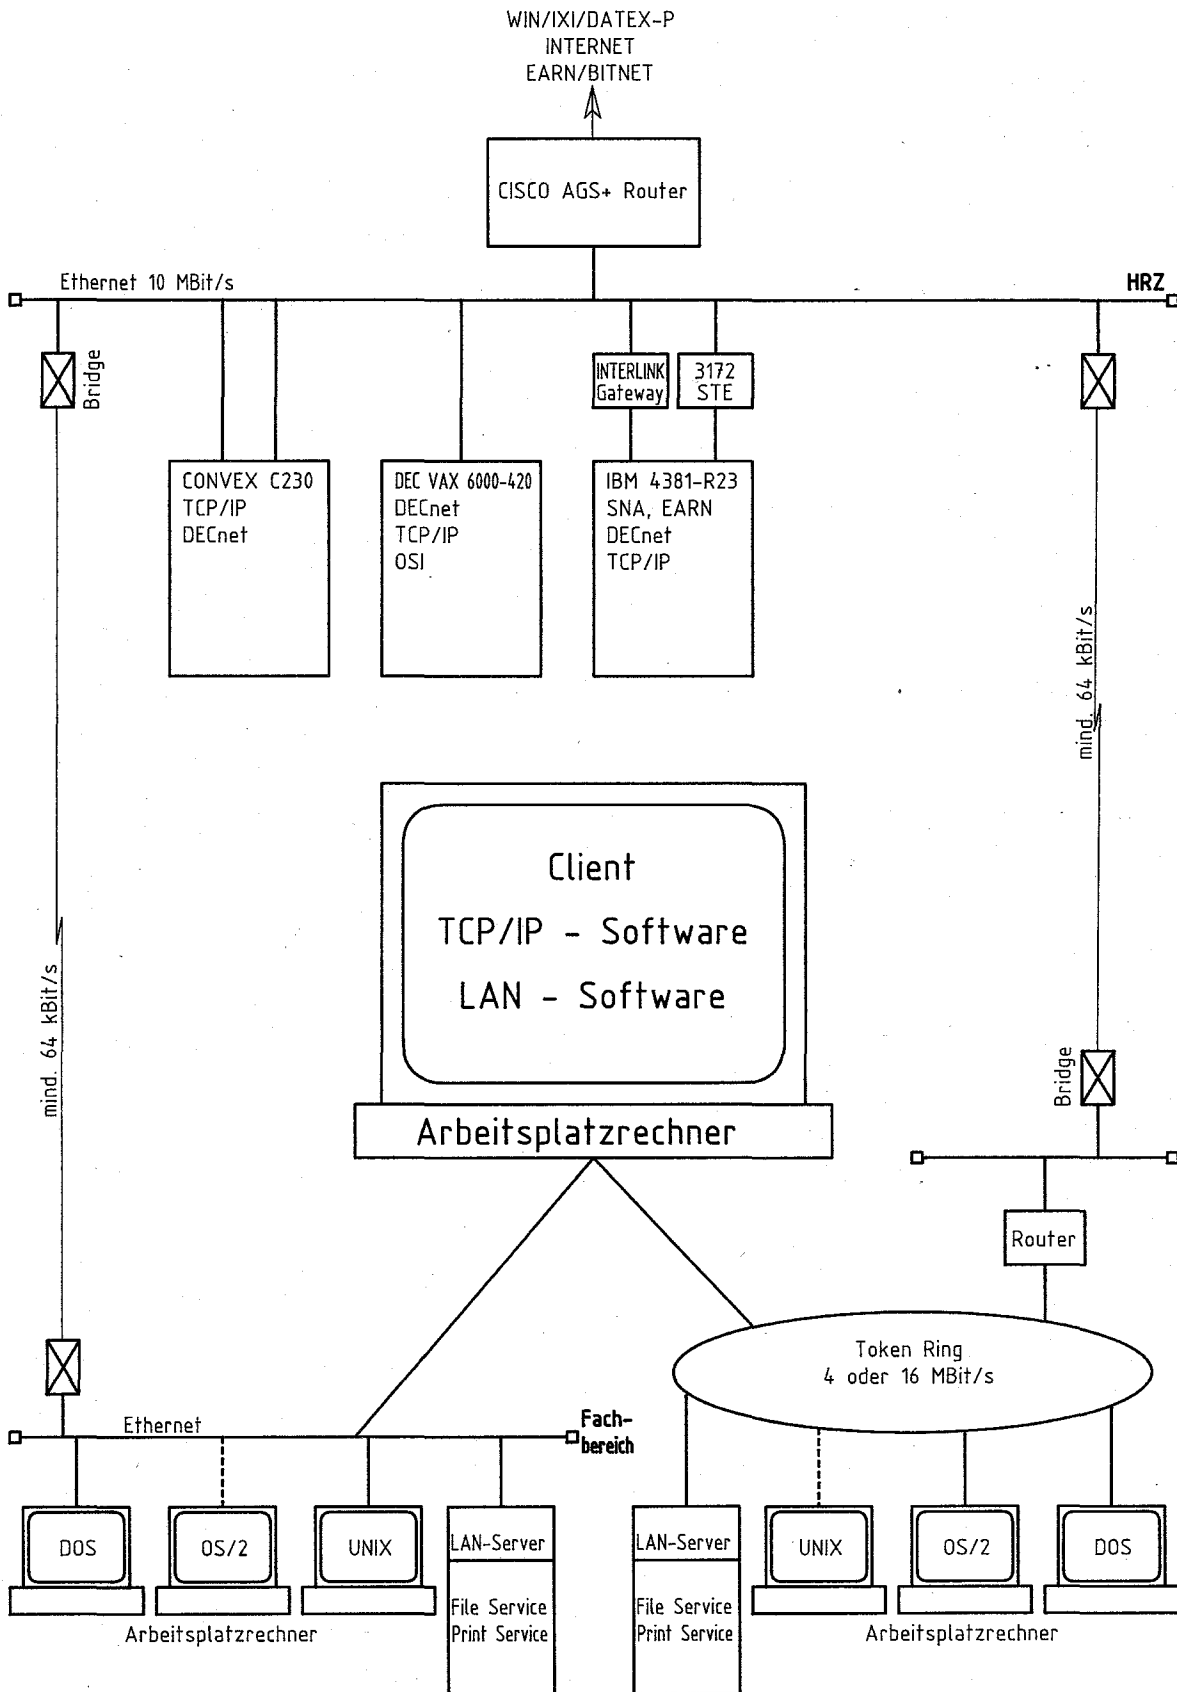 WIN/IXI/DATEX-P
INTERNET
EARN/BITNET
CISCO AGS+ Router
Ethernet 10 MBit/s
HRZ
Bridge
INTERLINK
Gateway
3172
STE
CONVEX C230
TCP/IP
DECnet
DEC VAX 6000-420
DECnet
TCP/IP
OSI
IBM 4381-R23
SNA, EARN
DECnet
TCP/IP
mind. 64 kBit/s
Client
TCP/IP - Software
LAN - Software
Arbeitsplatzrechner
mind. 64 kBit/s
Bridge
Router
Token Ring
4 oder 16 MBit/s
Ethernet
Fach-
bereich
DOS
OS/2
UNIX
LAN-Server
File Service
Print Service
Arbeitsplatzrechner
LAN-Server
File Service
Print Service
UNIX
OS/2
DOS
Arbeitsplatzrechner